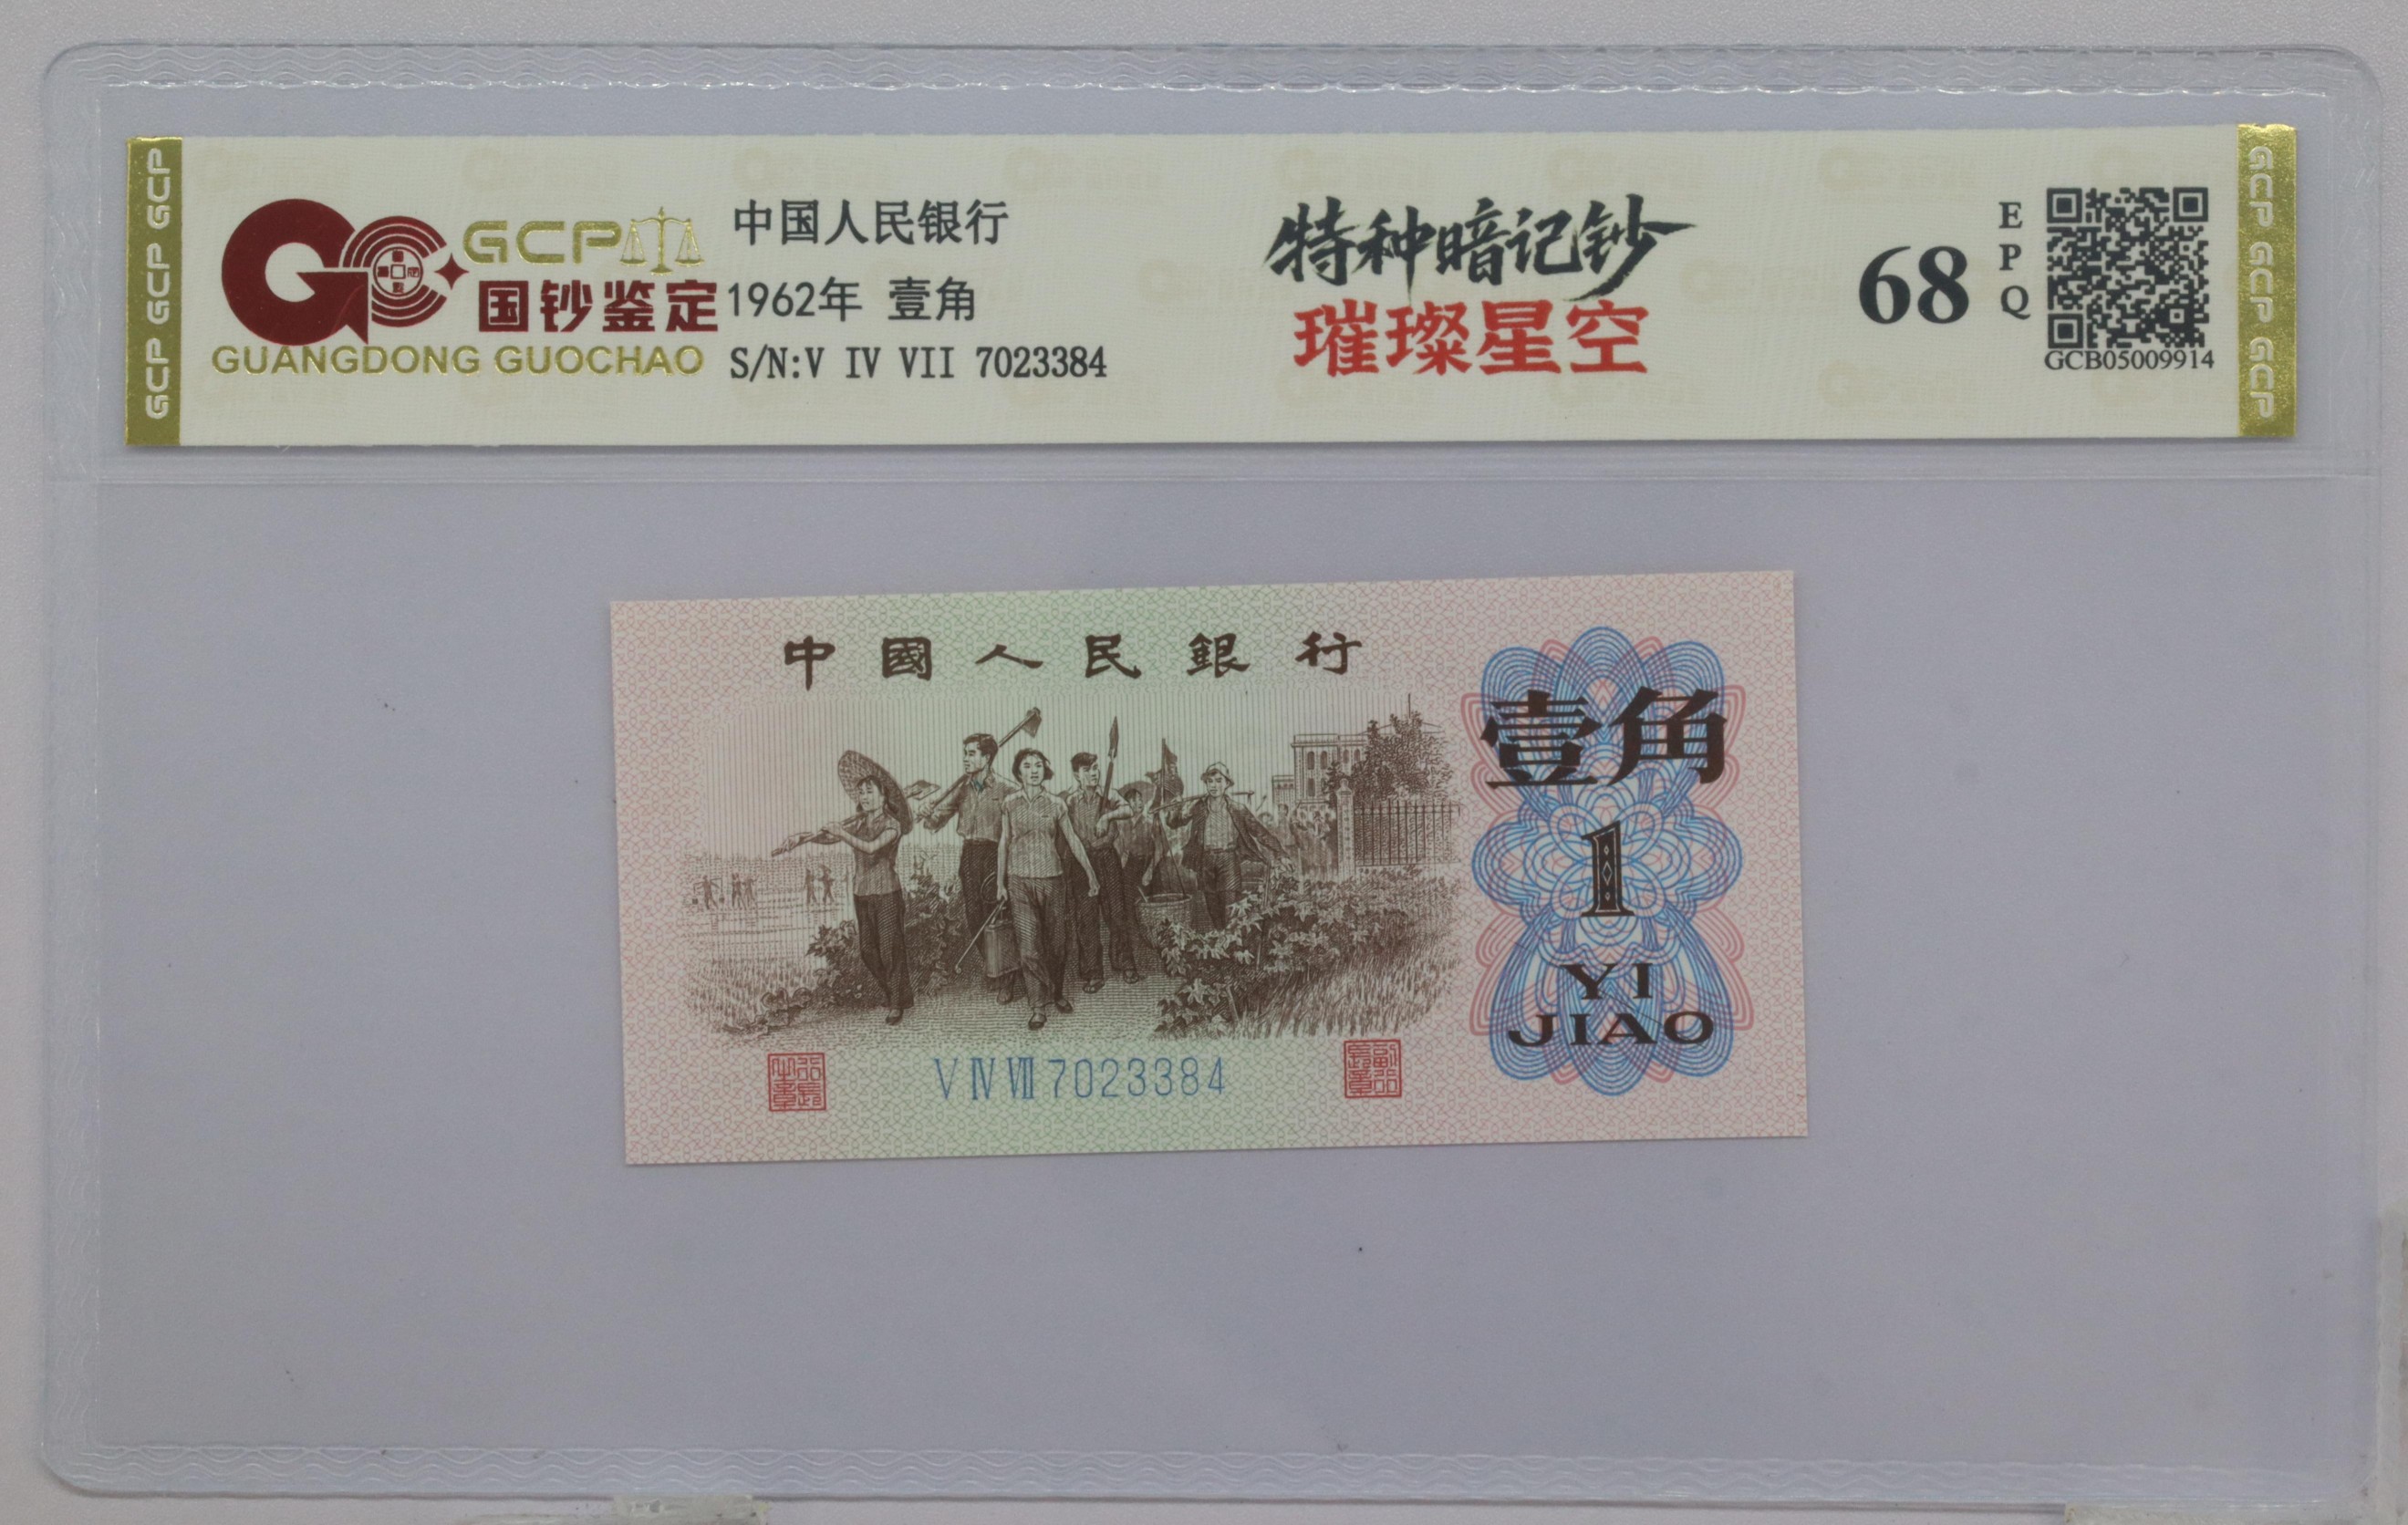 GCP GCP GCP
GCP
国钞鉴定
GUANGDONG GUOCHAO
中国人民银行
1962年 壹角
S/N:V IV VII 7023384
特种暗记钞
璀璨星空
68
EPQ
GCB05009914
GCP GCP GCP
中國人民銀行
壹角
1
YI
JIAO
V IV VII 7023384